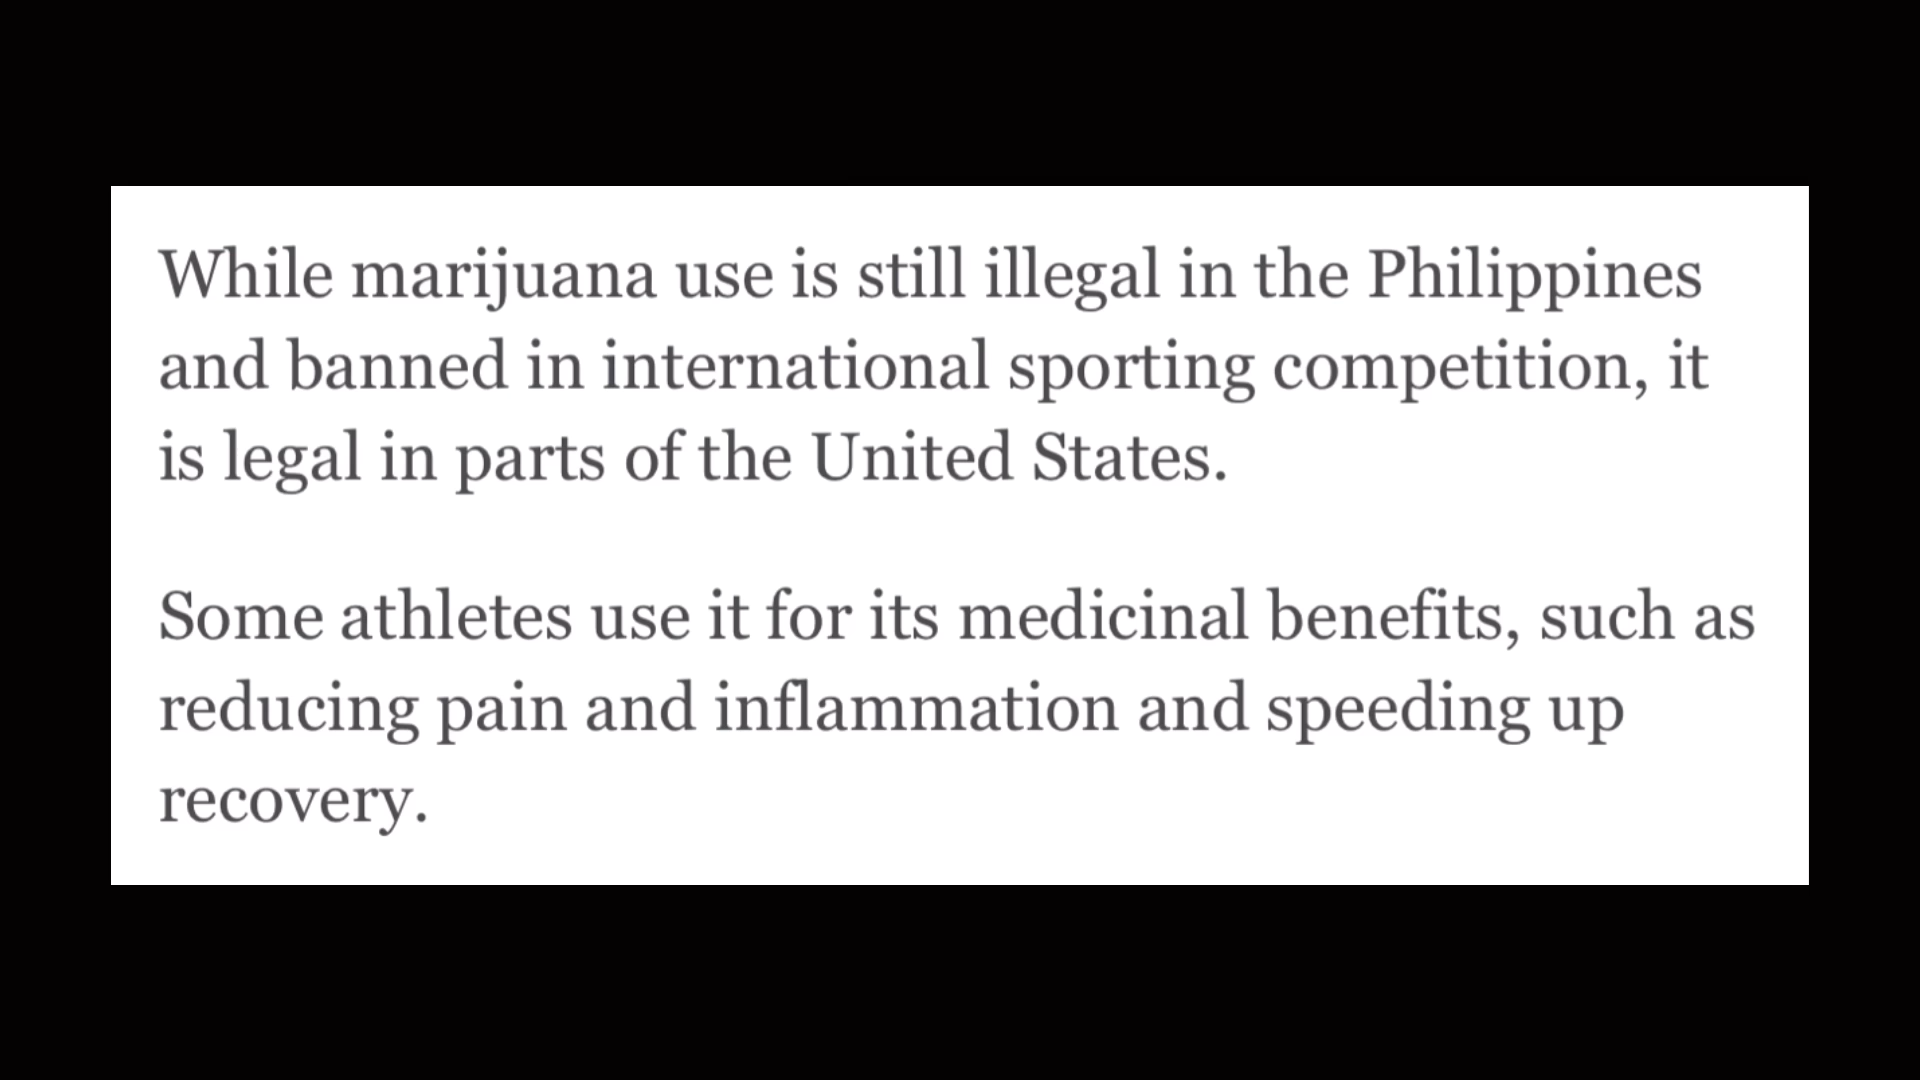 While marijuana use is still illegal in the Philippines
and banned in international sporting competition, it
is legal in parts of the United States.
Some athletes use it for its medicinal benefits, such as
reducing pain and inflammation and speeding up
recovery.